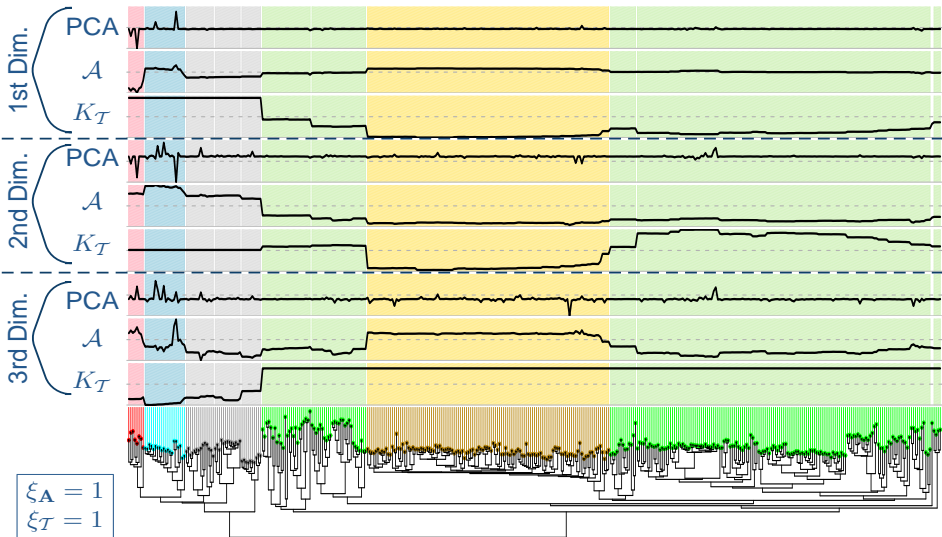 1st Dim.
PCA
𝒜
K_𝒯
2nd Dim.
PCA
𝒜
K_𝒯
3rd Dim.
PCA
𝒜
K_𝒯
ξ_𝐀 = 1
ξ_𝒯 = 1